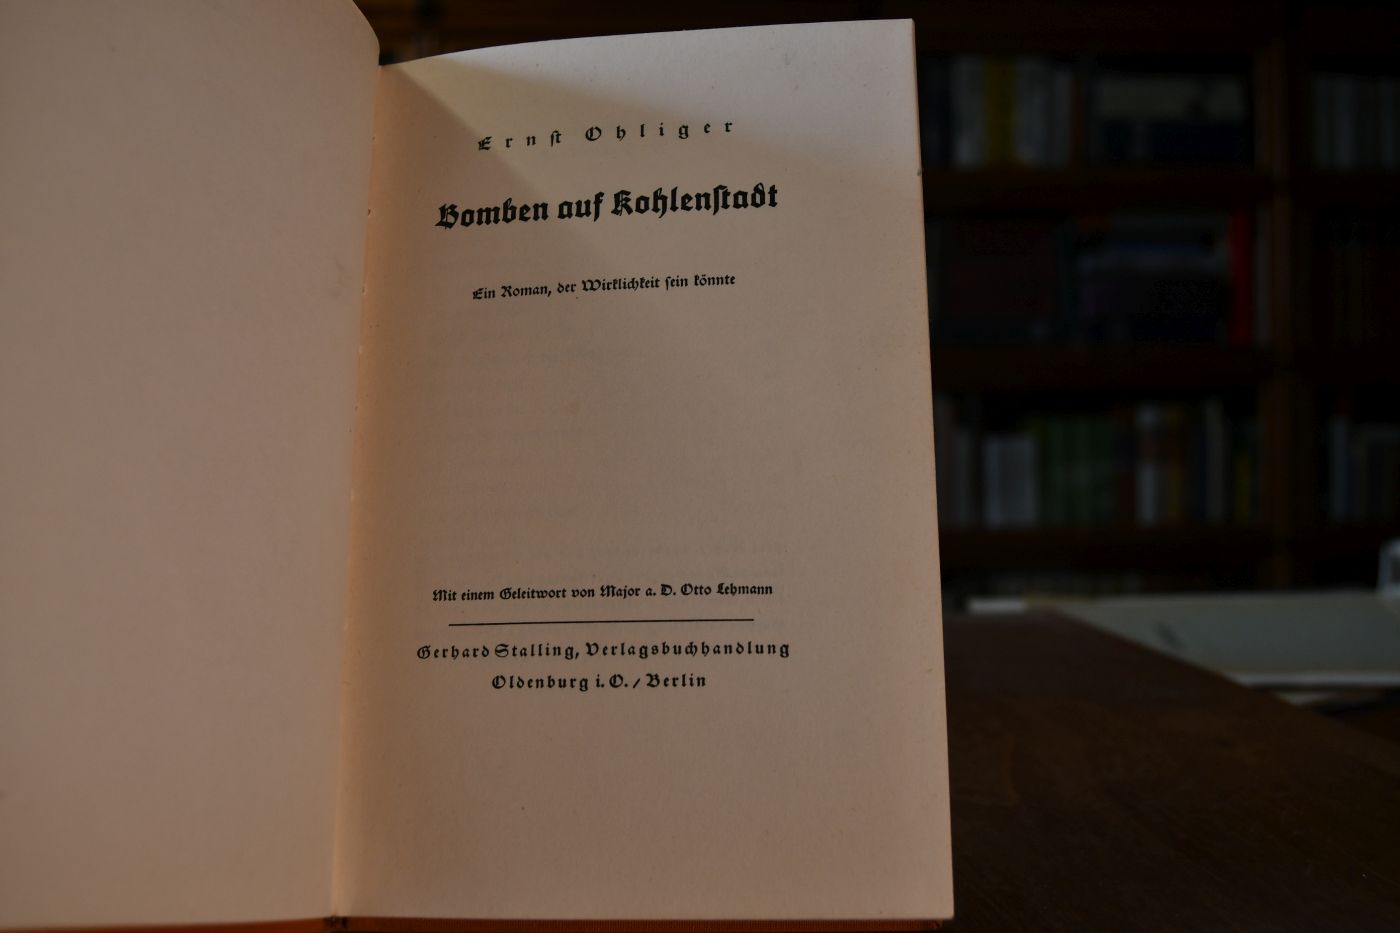 Ernst Ohliger
Bomben auf Kohlenstadt
Ein Roman, der Wirklichkeit sein könnte
Mit einem Geleitwort von Major a. D. Otto Lehmann
Gerhard Stalling, Verlagsbuchhandlung
Oldenburg i. O. / Berlin